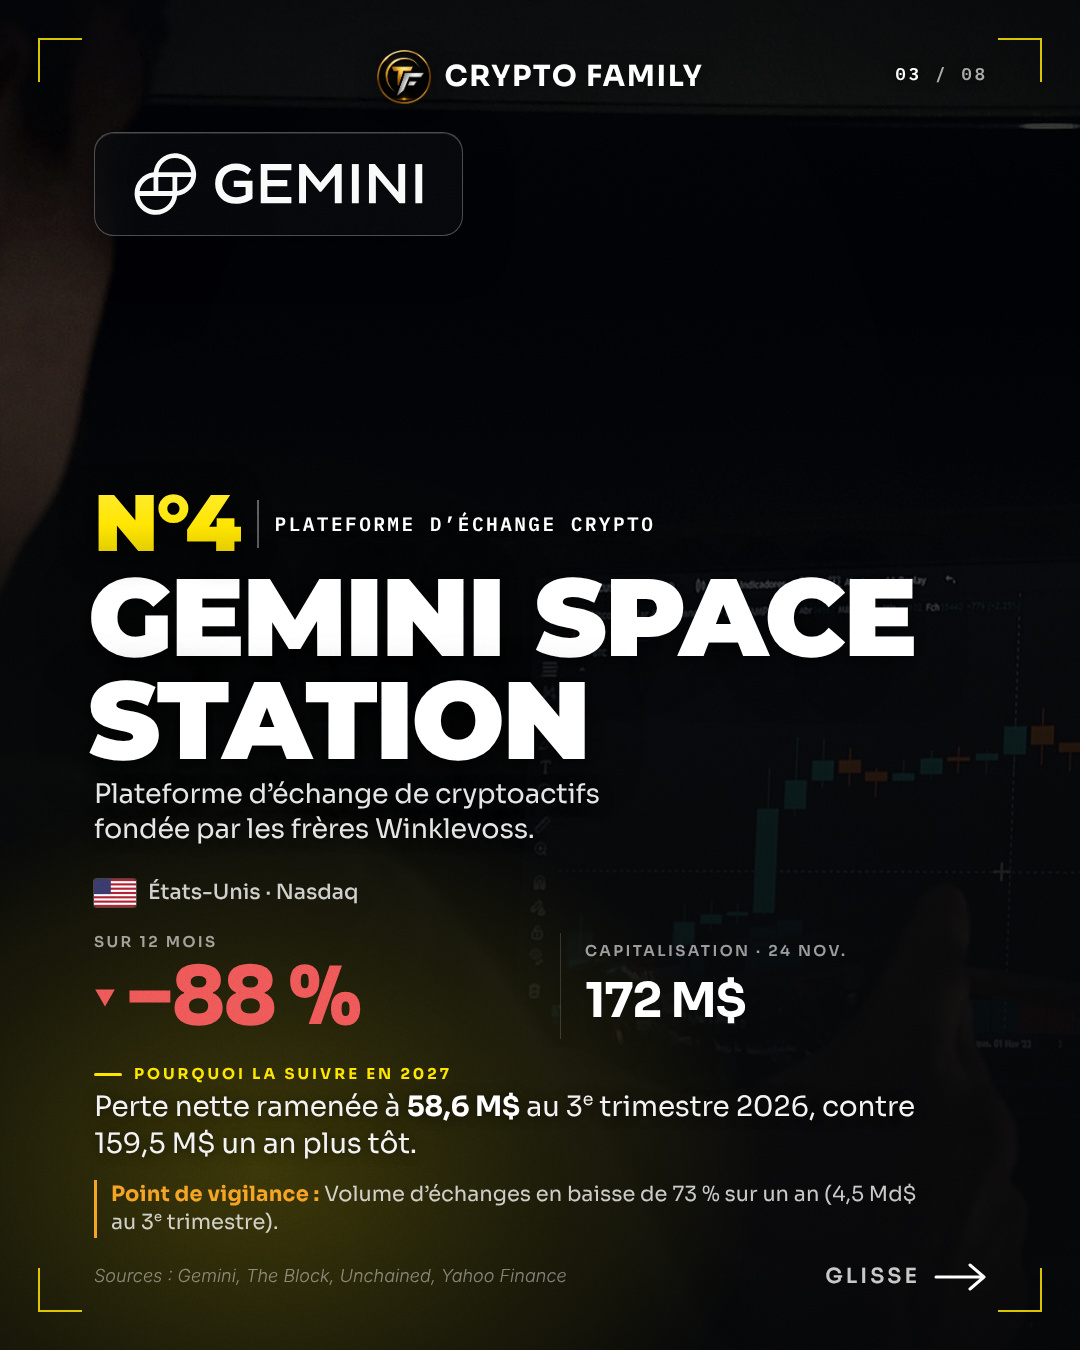 CRYPTO FAMILY
03 / 08
GEMINI
N°4
PLATEFORME D’ÉCHANGE CRYPTO
GEMINI SPACE
STATION
Plateforme d’échange de cryptoactifs
fondée par les frères Winklevoss.
États-Unis · Nasdaq
SUR 12 MOIS
▼ −88 %
CAPITALISATION · 24 NOV.
172 M$
POURQUOI LA SUIVRE EN 2027
Perte nette ramenée à 58,6 M$ au 3ᵉ trimestre 2026, contre
159,5 M$ un an plus tôt.
Point de vigilance : Volume d’échanges en baisse de 73 % sur un an (4,5 Md$
au 3ᵉ trimestre).
Sources : Gemini, The Block, Unchained, Yahoo Finance
GLISSE